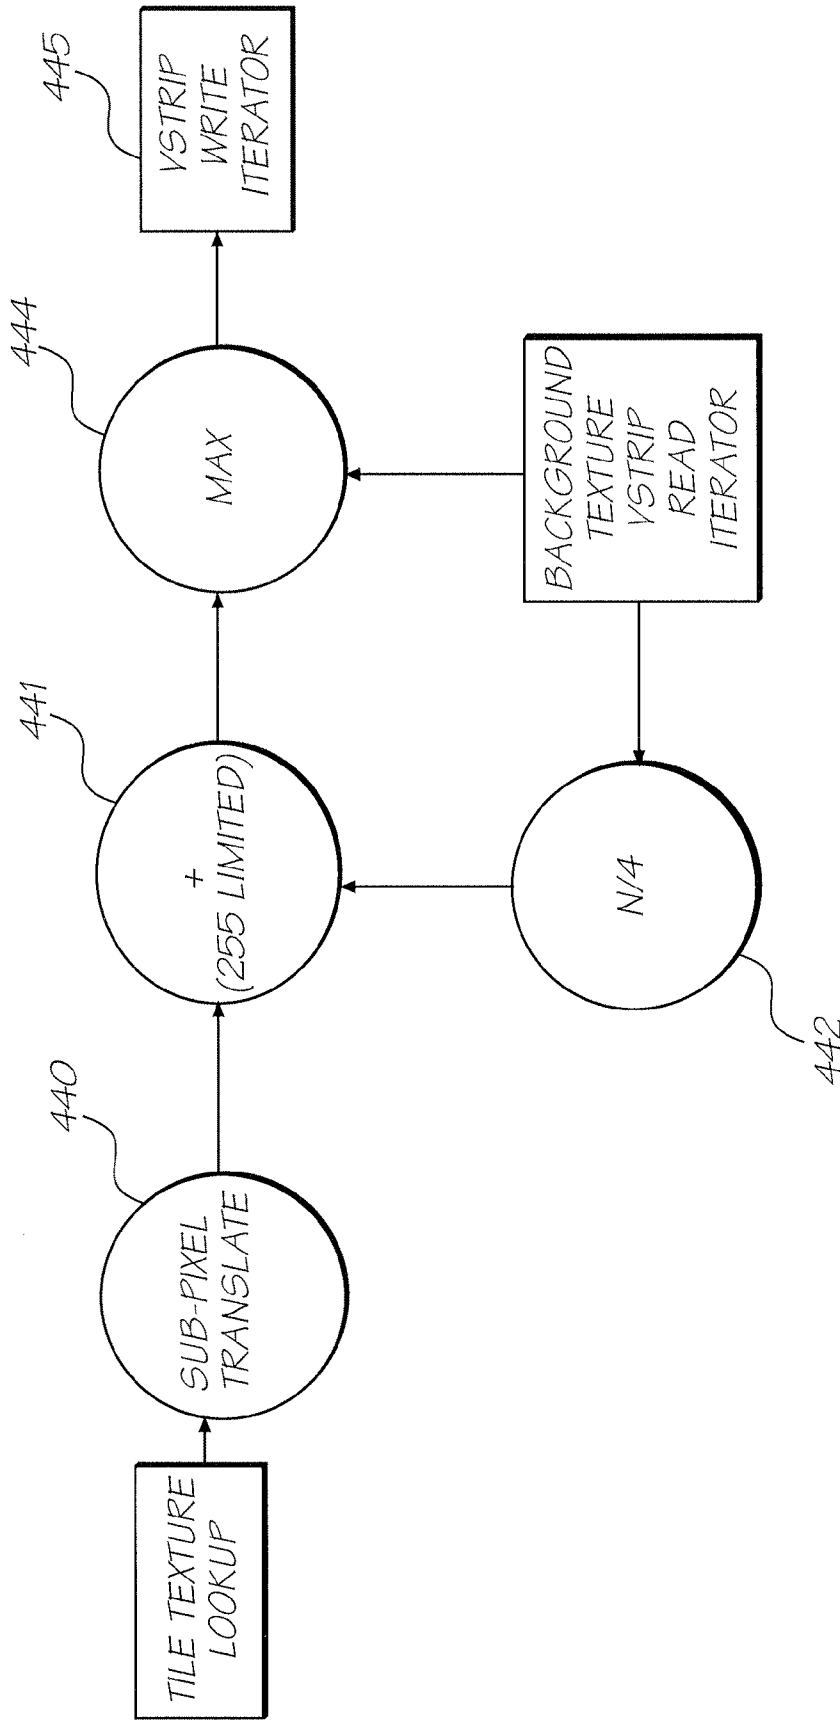 TILE TEXTURE
LOOKUP
440
SUB-PIXEL
TRANSLATE
441
+
(255 LIMITED)
444
MAX
445
VSTRIP
WRITE
ITERATOR
442
N/4
BACKGROUND
TEXTURE
VSTRIP
READ
ITERATOR